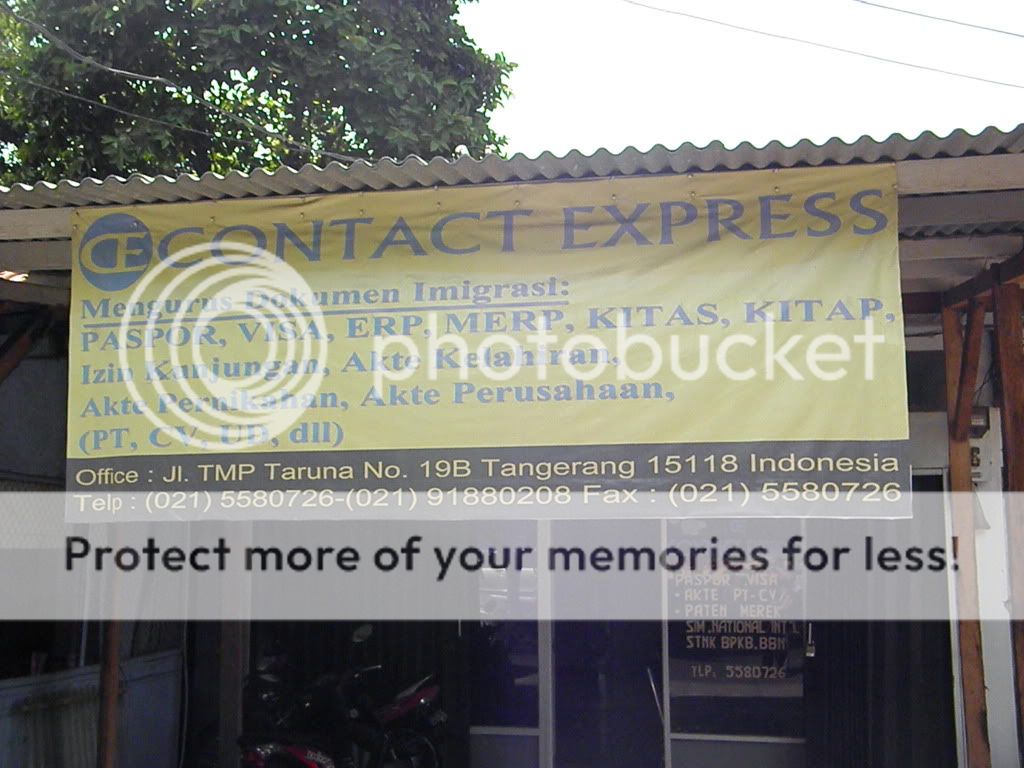 CE CONTACT EXPRESS
Mengurus Dokumen Imigrasi:
PASPOR, VISA, ERP, MERP, KITAS, KITAP,
Izin Kunjungan, Akte Kelahiran,
Akte Pernikahan, Akte Perusahaan,
(PT, CV, UD, dll)
Office : Jl. TMP Taruna No. 19B Tangerang 15118 Indonesia
Telp : (021) 5580726-(021) 91880208 Fax : (021) 5580726
photobucket
Protect more of your memories for less!
PASPOR VISA
• AKTE PT-CV
• PATEN MEREK
SIM.NATIONAL INT'L
STNK BPKB.BBN
TLP: 5580726